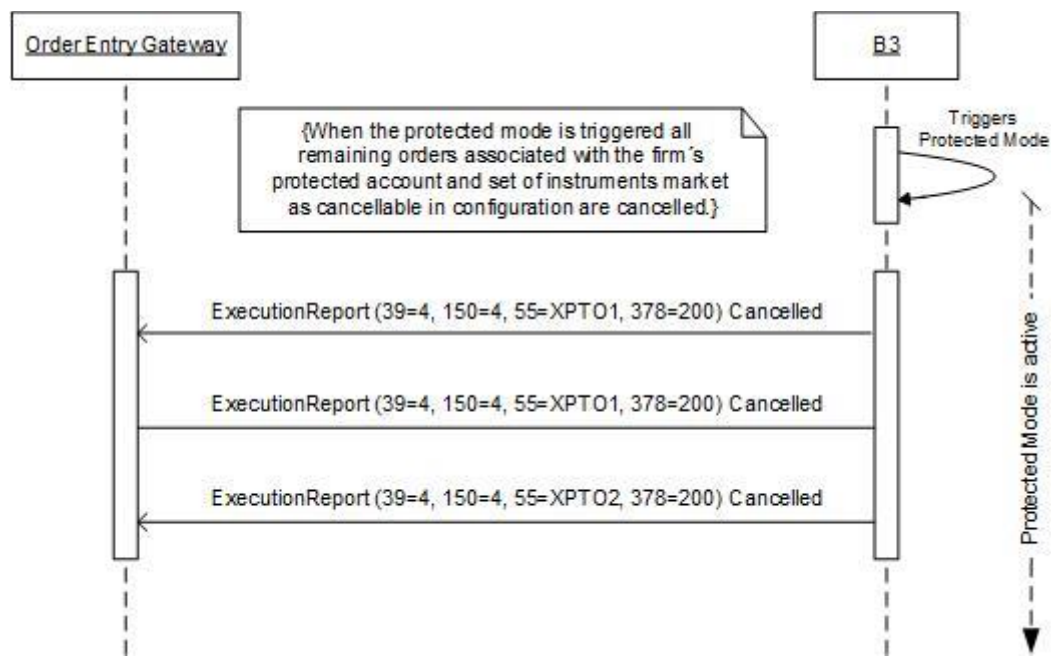 Order Entry Gateway
B3
{When the protected mode is triggered all
remaining orders associated with the firm´s
protected account and set of instruments market
as cancellable in configuration are cancelled.}
Triggers
Protected Mode
ExecutionReport (39=4, 150=4, 55=XPTO1, 378=200) Cancelled
ExecutionReport (39=4, 150=4, 55=XPTO1, 378=200) Cancelled
ExecutionReport (39=4, 150=4, 55=XPTO2, 378=200) Cancelled
Protected Mode is active